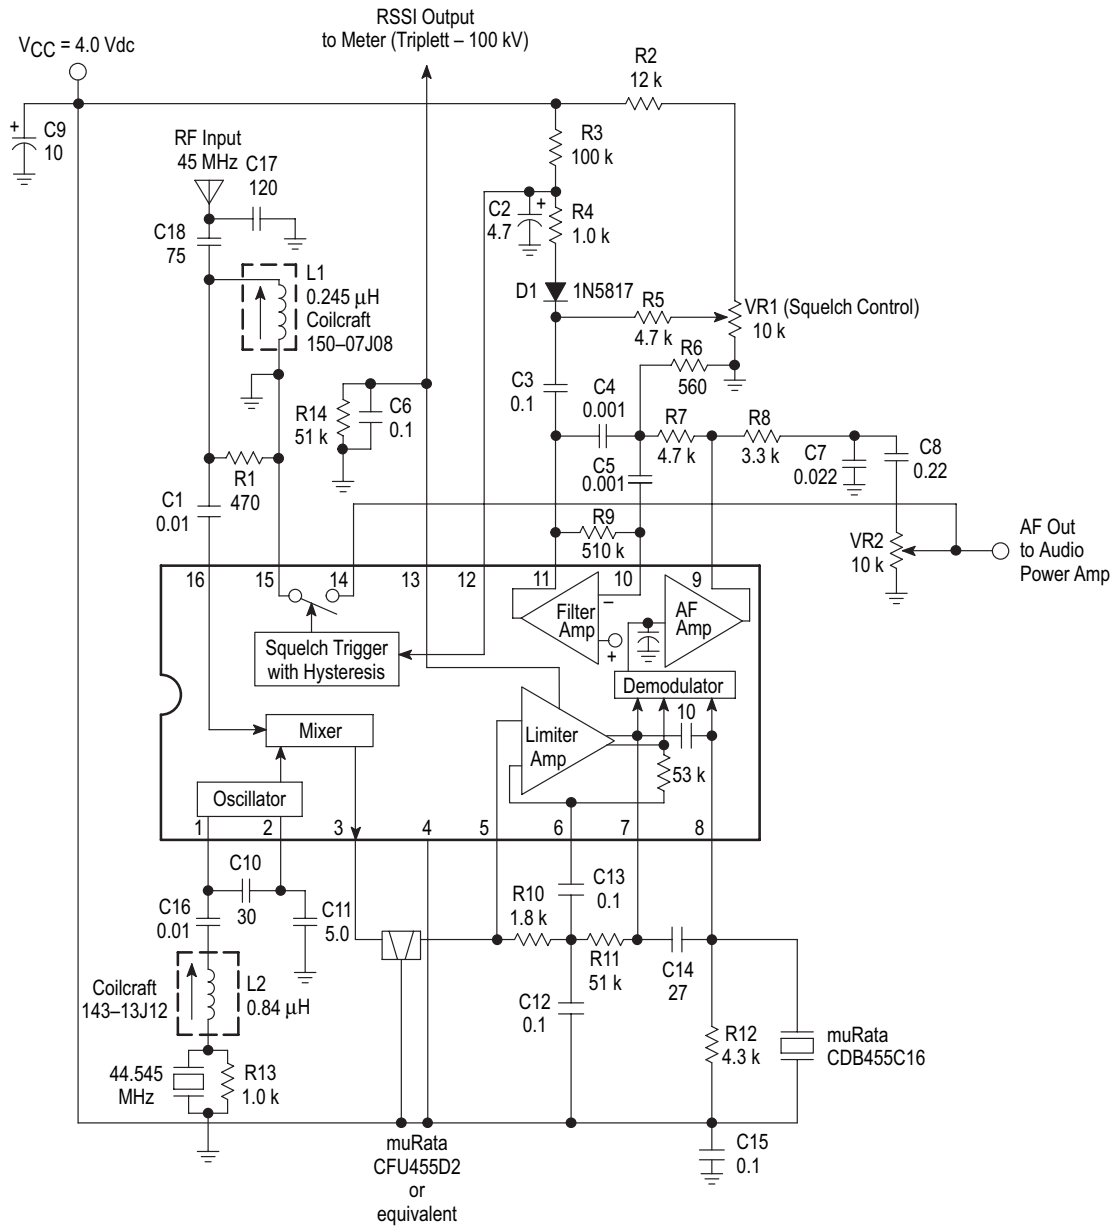 RSSI Output
to Meter (Triplett – 100 kV)
VCC = 4.0 Vdc
R2
12 k
+
C9
10
RF Input
45 MHz
C17
120
R3
100 k
C18
75
C2
4.7
+
R4
1.0 k
L1
0.245 µH
Coilcraft
150–07J08
D1
1N5817
R5
4.7 k
VR1 (Squelch Control)
10 k
R6
560
C3
0.1
C4
0.001
R14
51 k
C6
0.1
R7
4.7 k
R8
3.3 k
C7
0.022
C8
0.22
R1
470
C5
0.001
C1
0.01
R9
510 k
VR2
10 k
AF Out
to Audio
Power Amp
16
15
14
13
12
11
10
9
Filter
Amp
–
+
AF
Amp
Squelch Trigger
with Hysteresis
Demodulator
10
Mixer
Limiter
Amp
53 k
Oscillator
1
2
3
4
5
6
7
8
C10
30
C16
0.01
C11
5.0
R10
1.8 k
C13
0.1
R11
51 k
C14
27
Coilcraft
143–13J12
L2
0.84 µH
C12
0.1
R12
4.3 k
muRata
CDB455C16
44.545
MHz
R13
1.0 k
muRata
CFU455D2
or
equivalent
C15
0.1